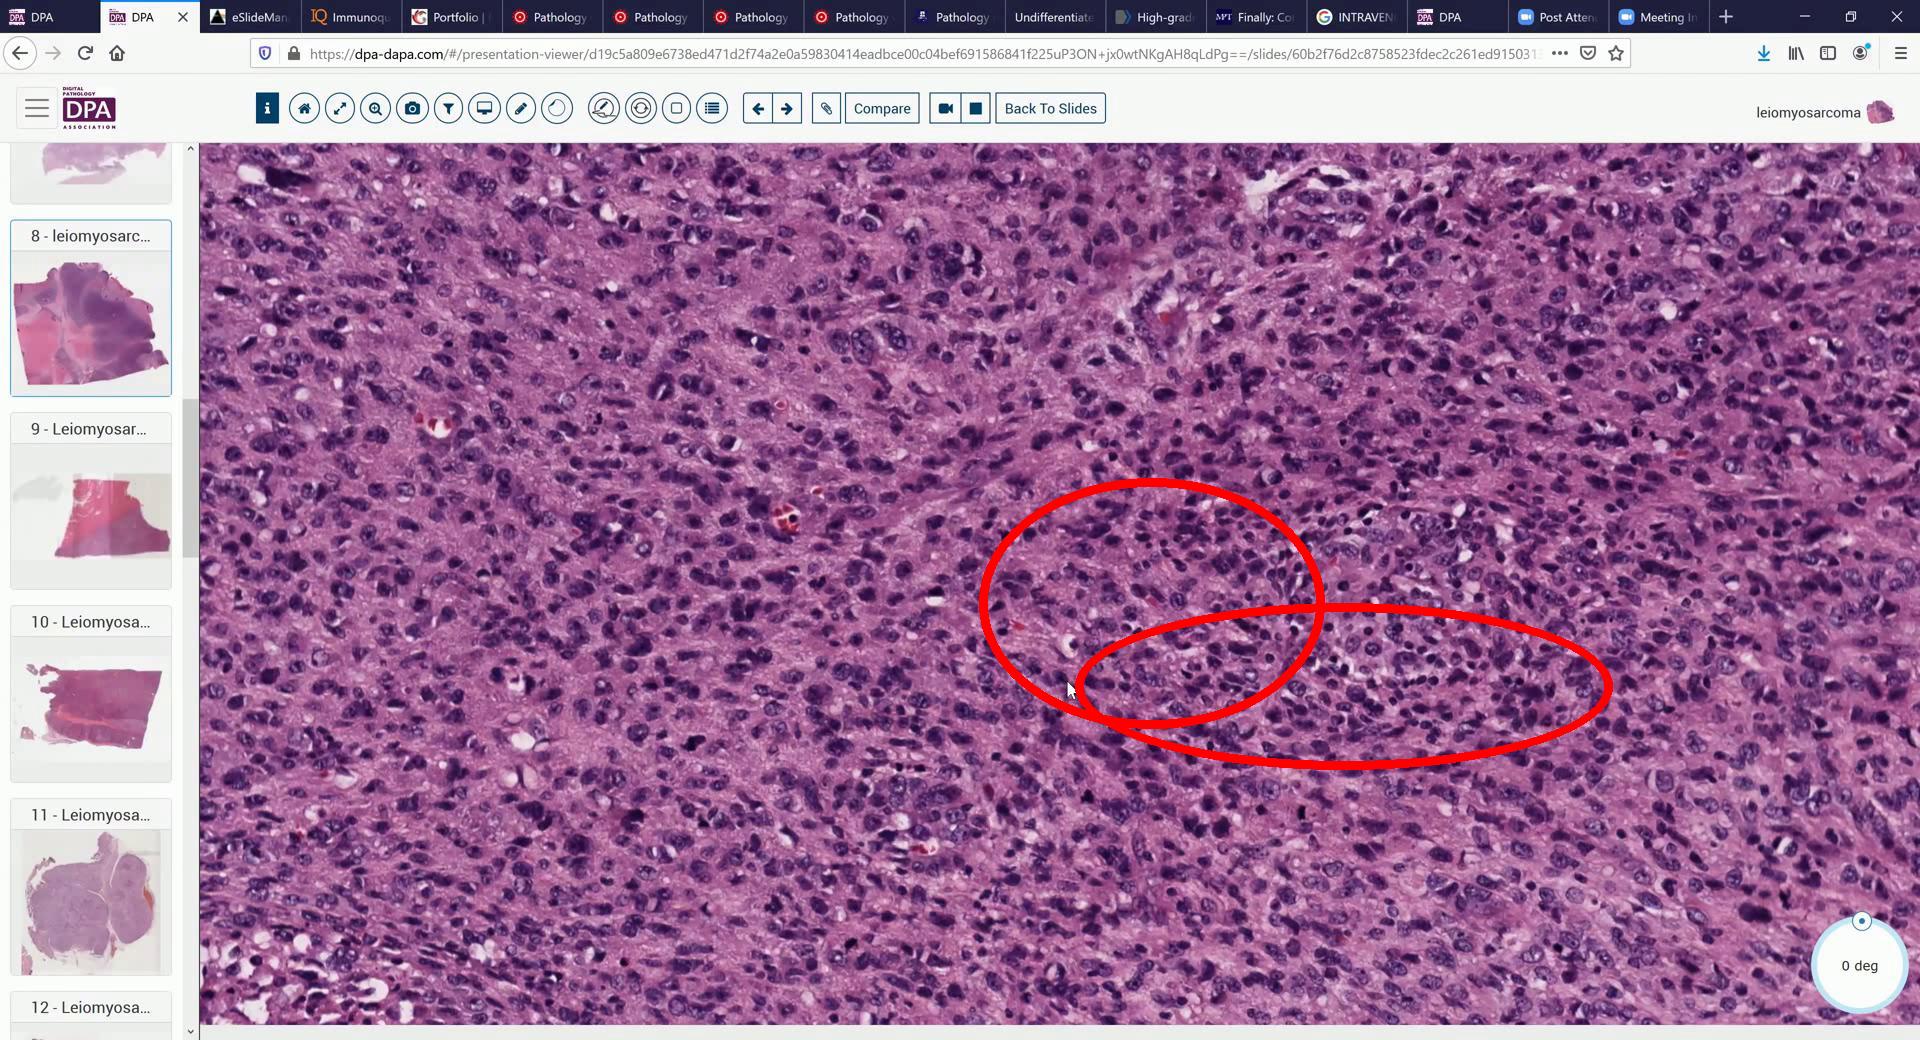 DPA
DPA
eSlideMan
Immunoqu
Portfolio |
Pathology
Pathology
Pathology
Pathology
Pathology
Undifferentiate
High-grad
Finally: Co
INTRAVEN
DPA
Post Atten
Meeting In
https://dpa-dapa.com/#/presentation-viewer/d19c5a809e6738ed471d2f74a2e0a59830414eadbce00c04bef691586841f225uP3ON+jx0wtNKgAH8qLdPg==/slides/60b2f76d2c8758523fdec2c261ed915031
DIGITAL
PATHOLOGY
DPA
ASSOCIATION
Compare
Back To Slides
leiomyosarcoma
8 - leiomyosarc...
9 - Leiomyosar...
10 - Leiomyosa...
11 - Leiomyosa...
12 - Leiomyosa...
0 deg